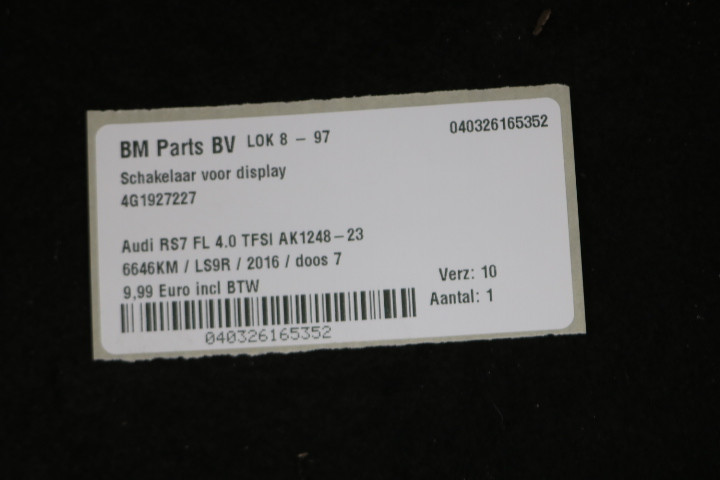 BM Parts BV LOK 8 - 97 040326165352
Schakelaar voor display
4G1927227
Audi RS7 FL 4.0 TFSI AK1248-23
6646KM / LS9R / 2016 / doos 7
9,99 Euro incl BTW
Verz: 10
Aantal: 1
040326165352